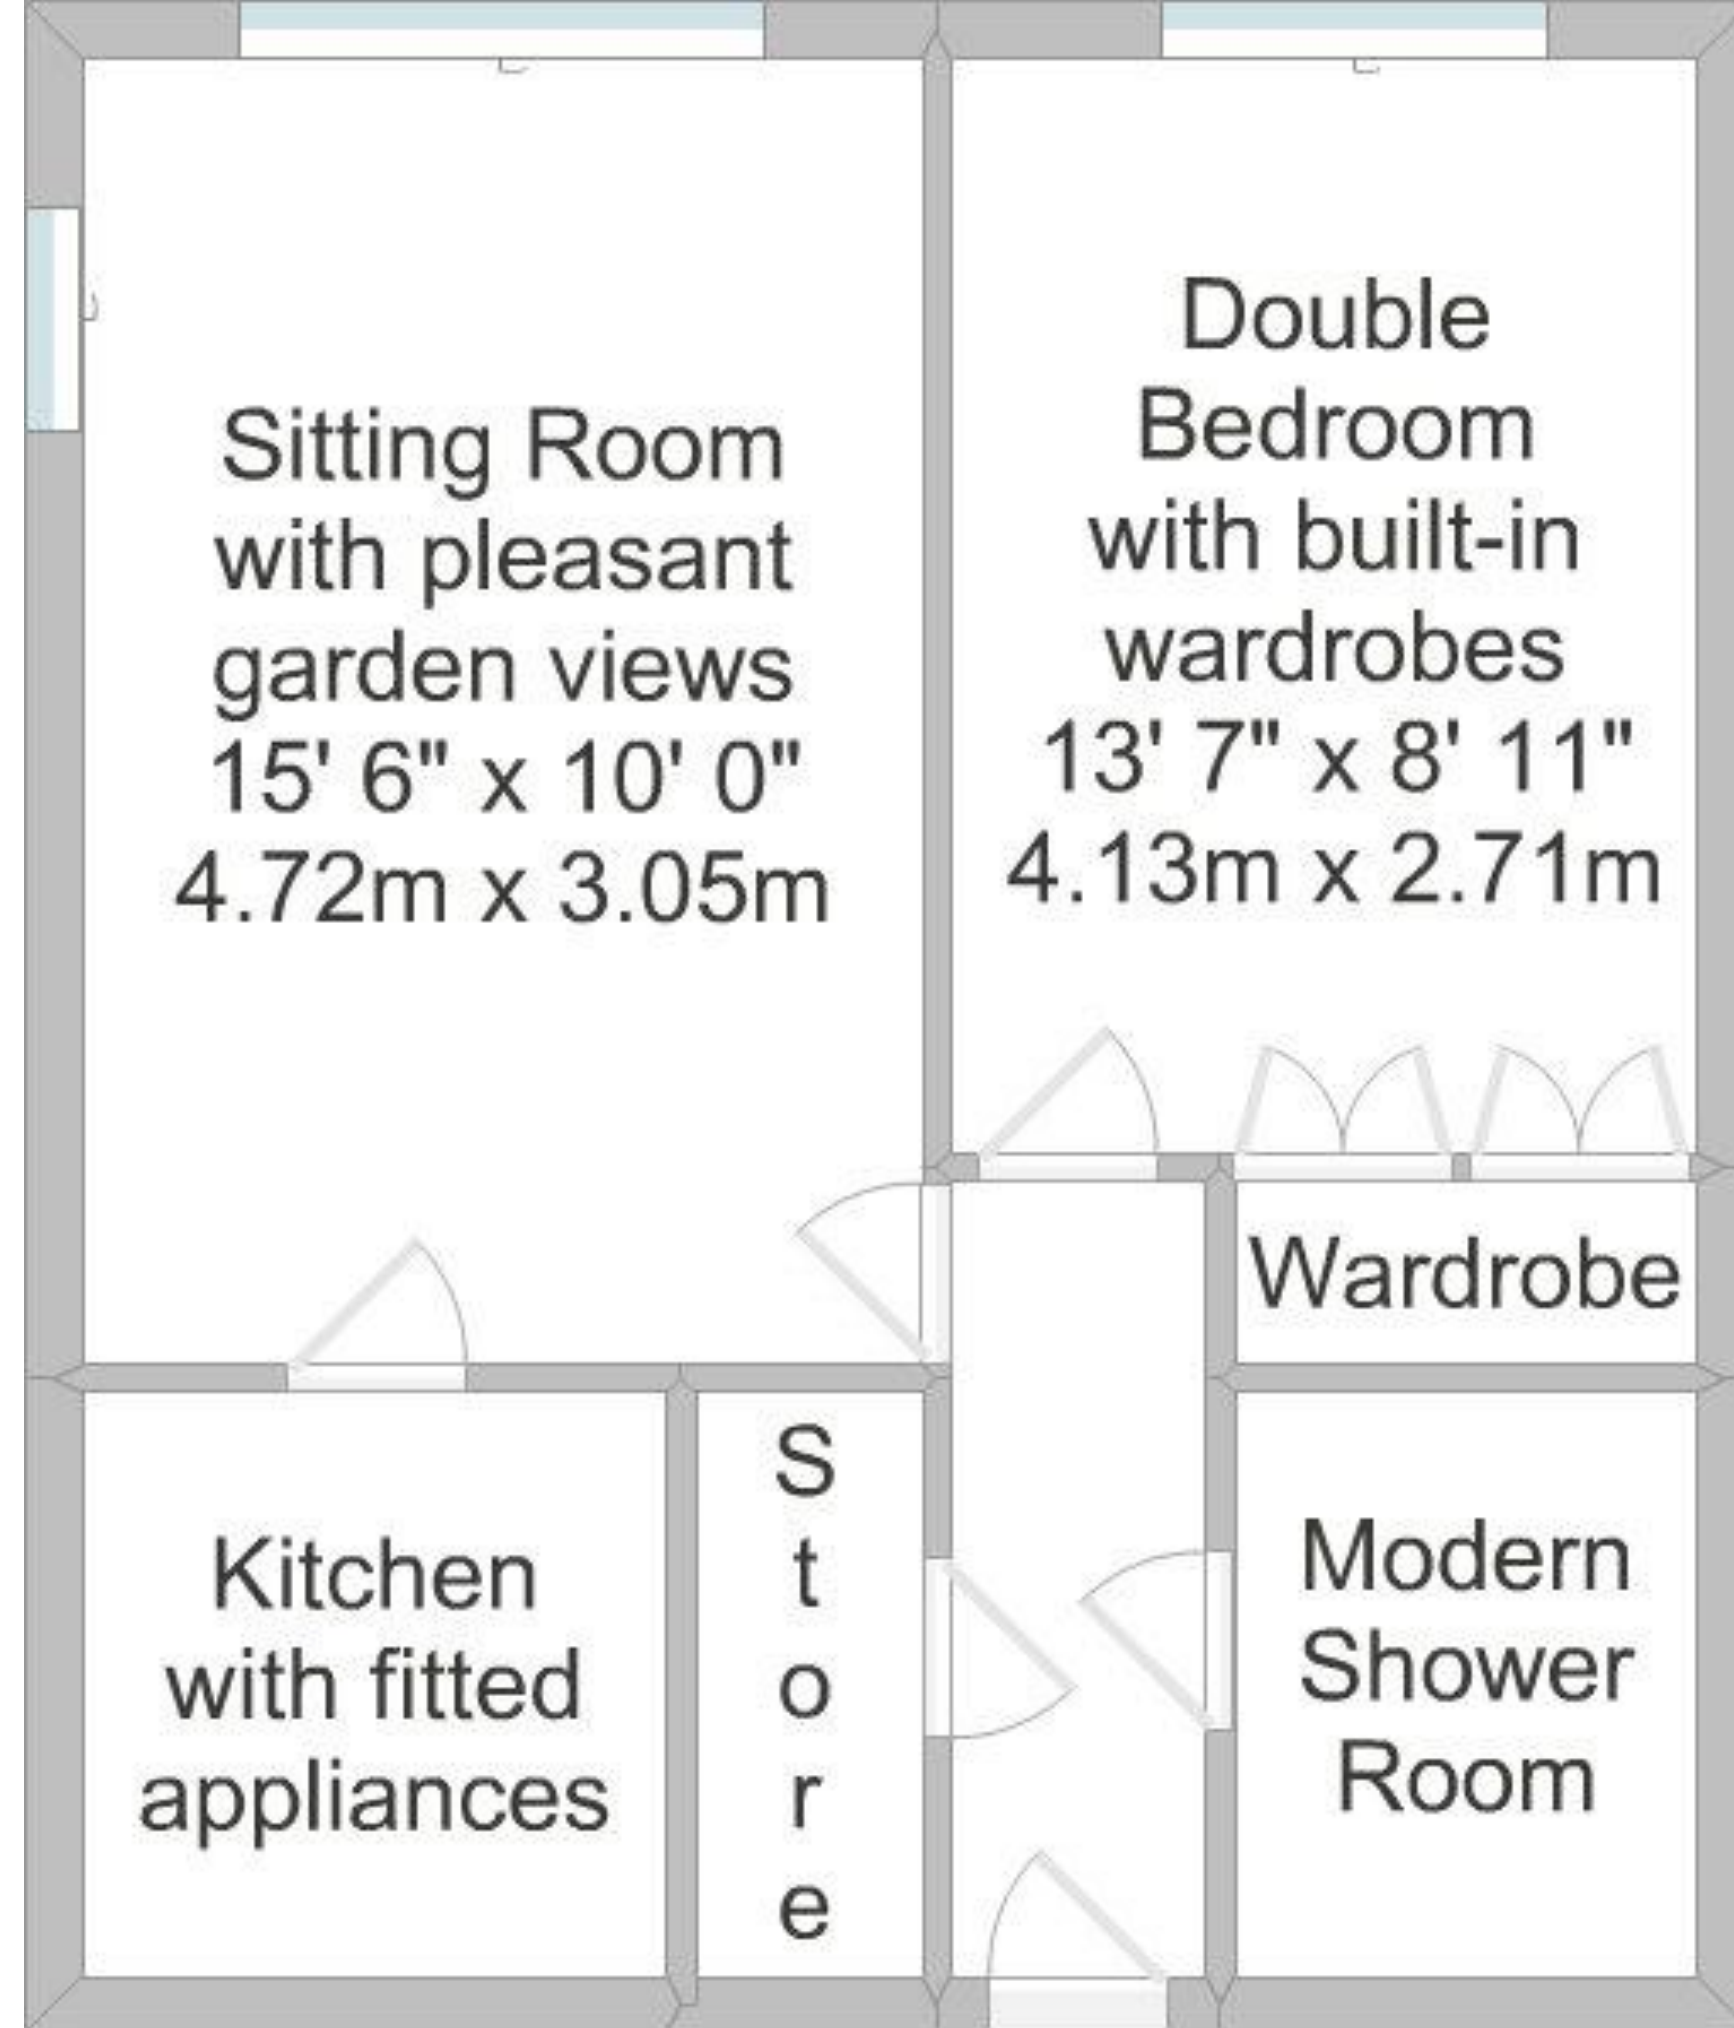 Sitting Room
with pleasant
garden views
15' 6" x 10' 0"
4.72m x 3.05m
Double
Bedroom
with built-in
wardrobes
13' 7" x 8' 11"
4.13m x 2.71m
Wardrobe
Kitchen
with fitted
appliances
S
t
o
r
e
Modern
Shower
Room